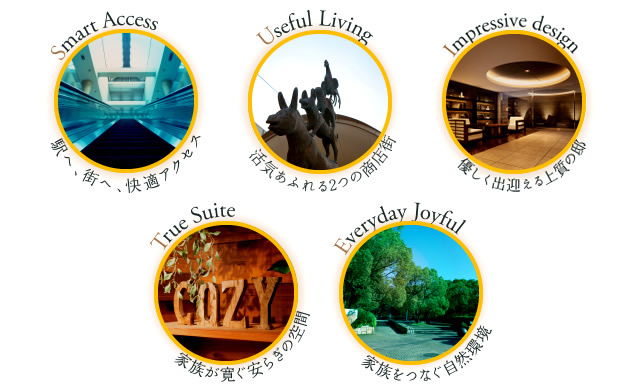 Smart Access
駅へ、街へ、快適アクセス
Useful Living
活気あふれる2つの商店街
Impressive design
優しく出迎える上質の邸
True Suite
COZY
家族が寛ぐ安らぎの空間
Everyday Joyful
家族をつなぐ自然環境